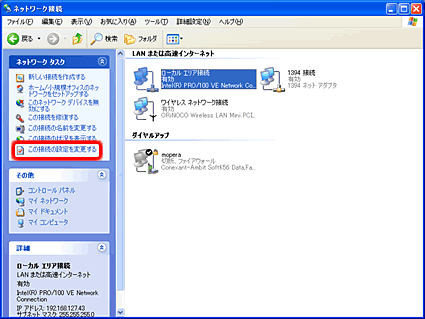 ネットワーク接続
ファイル(F) 編集(E) 表示(V) お気に入り(A) ツール(T) 詳細設定(N) ヘルプ(H)
戻る 検索 フォルダ
ネットワーク タスク
新しい接続を作成する
ホーム/小規模オフィスのネットワークをセットアップする
このネットワーク デバイスを無効にする
この接続を修復する
この接続の名前を変更する
この接続の状況を表示する
この接続の設定を変更する
その他
コントロール パネル
マイ ネットワーク
マイ ドキュメント
マイ コンピュータ
詳細
ローカル エリア接続
LAN または高速インターネット
有効
Intel(R) PRO/100 VE Network
Connection
IP アドレス: 192.168.127.43
サブネット マスク: 255.255.255.0
LAN または高速インターネット
ローカル エリア接続
有効
Intel(R) PRO/100 VE Network Co...
1394 接続
有効
1394 ネット アダプタ
ワイヤレス ネットワーク接続
有効
ORiNOCO Wireless LAN Mini PCI...
ダイヤルアップ
mopera
切断, ファイアウォール
Conexant-Ambit SoftK56 Data,Fa...